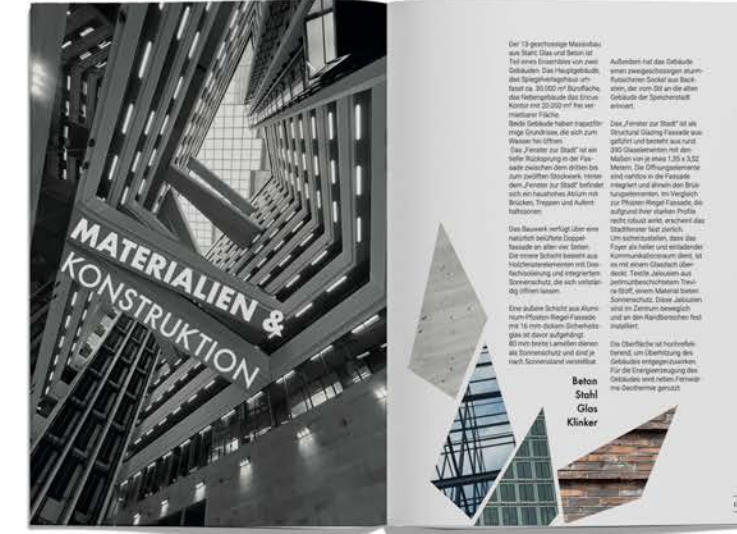 MATERIALIEN &
KONSTRUKTION
Der 13-geschossige Massivbau
aus Stahl, Glas und Beton ist
Teil eines Ensembles von zwei
Gebäuden. Das Hauptgebäude,
das Spiegelverlagshaus um-
fasst ca. 30.000 m² Bürofläche,
das Nebengebäude das Ericus
Kontor mit 20.000 m² frei ver-
mietbarer Fläche.
Beide Gebäude haben trapezför-
mige Grundrisse, die sich zum
Wasser hin öffnen.
Das „Fenster zur Stadt" ist ein
tiefer Rücksprung in der Fas-
sade zwischen dem dritten bis
zum zwölften Stockwerk. Hinter
dem „Fenster zur Stadt" befindet
sich ein haushohes Atrium mit
Brücken, Treppen und Aufent-
haltszonen.
Das Bauwerk verfügt über eine
natürlich belüftete Doppel-
fassade an allen vier Seiten.
Die innere Schicht besteht aus
Holzfensterelementen mit Drei-
fachisolierung und integriertem
Sonnenschutz, die sich vollstän-
dig öffnen lassen.
Eine äußere Schicht aus Alumi-
nium-Pfosten-Riegel-Fassade
mit 16 mm dickem Sicherheits-
glas ist davor aufgehängt.
80 mm breite Lamellen dienen
als Sonnenschutz und sind je
nach Sonnenstand verstellbar.
Außerdem hat das Gebäude
einen zweigeschossigen sturm-
flutsicheren Sockel aus Back-
stein, der vom Stil an die alten
Gebäude der Speicherstadt
erinnert.
Das „Fenster zur Stadt" ist als
Structural Glazing Fassade aus-
geführt und besteht aus rund
390 Glaselementen mit den
Maßen von je etwa 1,35 x 3,52
Metern. Die Öffnungselemente
sind nahtlos in die Fassade
integriert und ähneln den Brüs-
tungselementen. Im Vergleich
zur Pfosten-Riegel-Fassade, die
aufgrund ihrer starken Profile
recht robust wirkt, erscheint das
Stadtfenster fast zierlich.
Um sicherzustellen, dass das
Foyer als heller und einladender
Kommunikationsraum dient, ist
es mit einem Glasdach über-
deckt. Textile Jalousien aus
perlmuttbeschichtetem Trevi-
ra-Stoff, einem Material bieten
Sonnenschutz. Diese Jalousien
sind im Zentrum beweglich
und an den Randbereichen fest
installiert.
Die Oberfläche ist hochreflek-
tierend, um Überhitzung des
Gebäudes entgegenzuwirken.
Für die Energieerzeugung des
Gebäudes wird neben Fernwär-
me Geothermie genutzt.
Beton
Stahl
Glas
Klinker